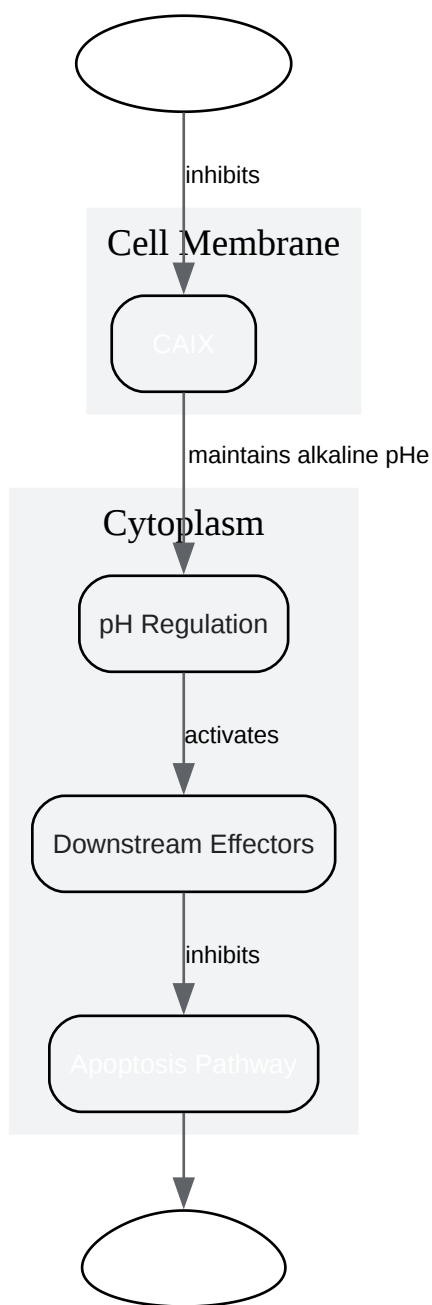 inhibits
Cell Membrane
CAIX
maintains alkaline pHe
Cytoplasm
pH Regulation
activates
Downstream Effectors
inhibits
Apoptosis Pathway